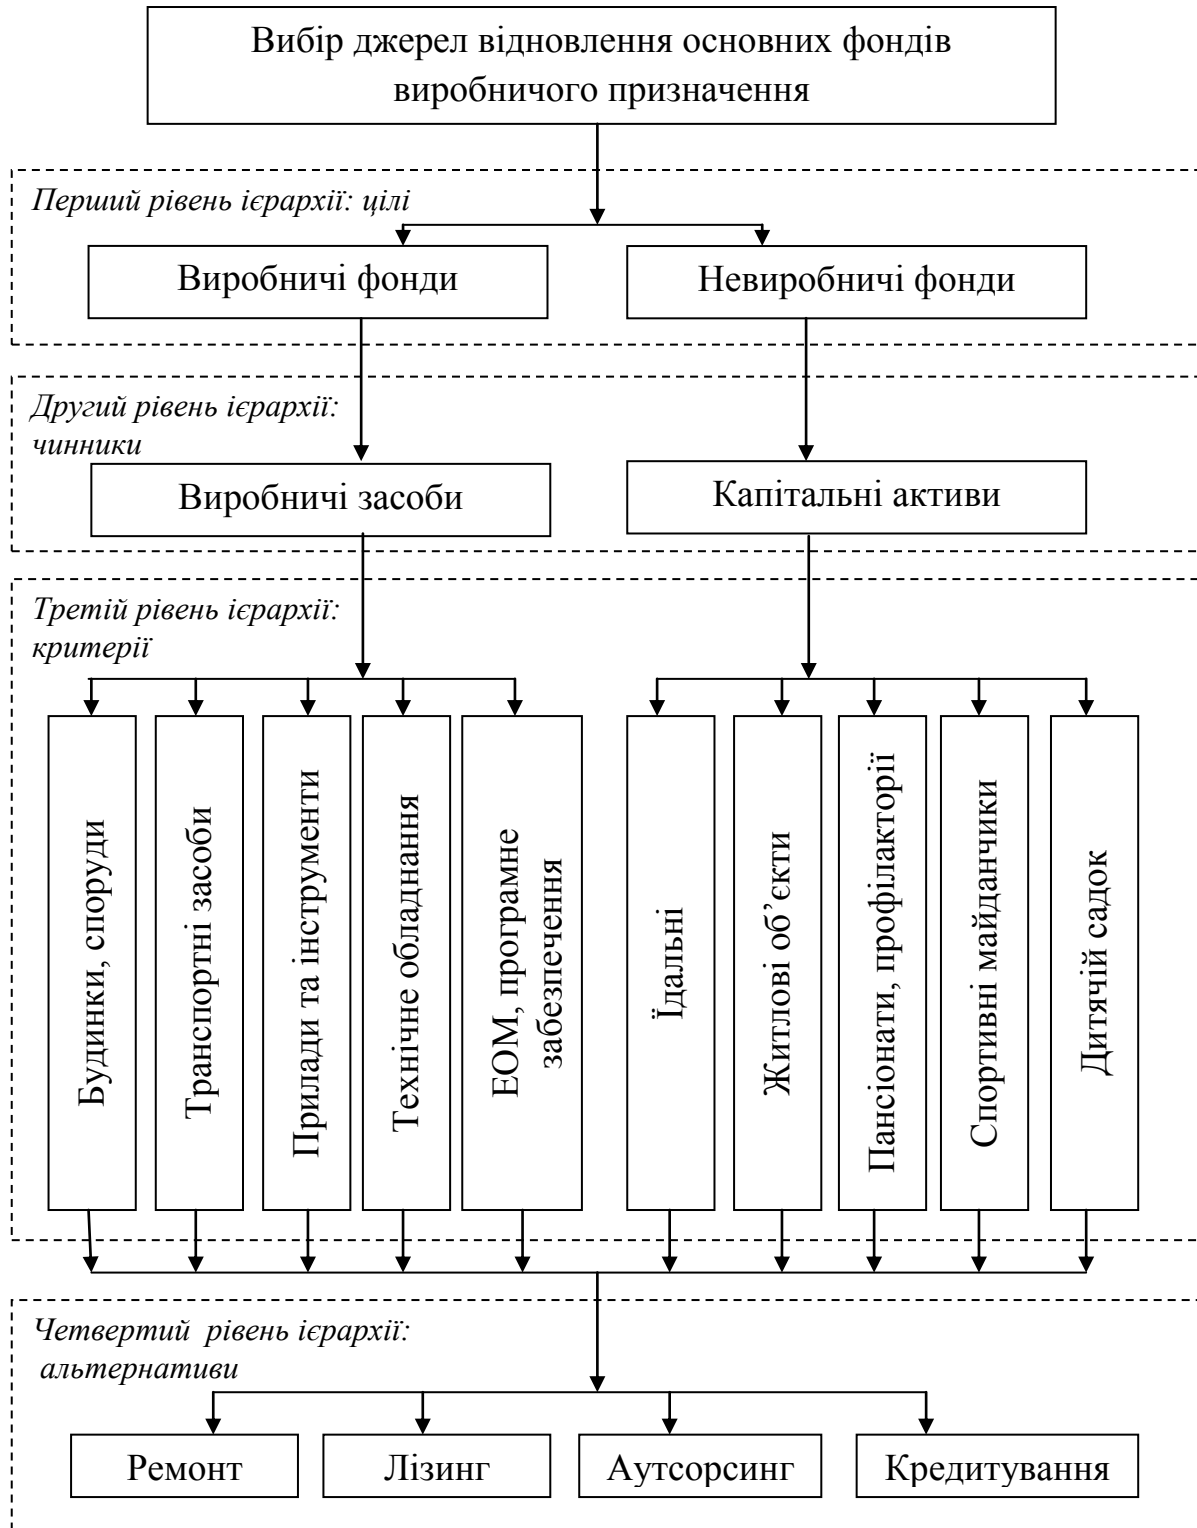 Вибір джерел відновлення основних фондів
виробничого призначення
Перший рівень ієрархії: цілі
Виробничі фонди
Невиробничі фонди
Другий рівень ієрархії:
чинники
Виробничі засоби
Капітальні активи
Третій рівень ієрархії:
критерії
Будинки, споруди
Транспортні засоби
Прилади та інструменти
Технічне обладнання
ЕОМ, програмне
забезпечення
Їдальні
Житлові об’єкти
Пансіонати, профілакторії
Спортивні майданчики
Дитячій садок
Четвертий рівень ієрархії:
альтернативи
Ремонт
Лізинг
Аутсорсинг
Кредитування